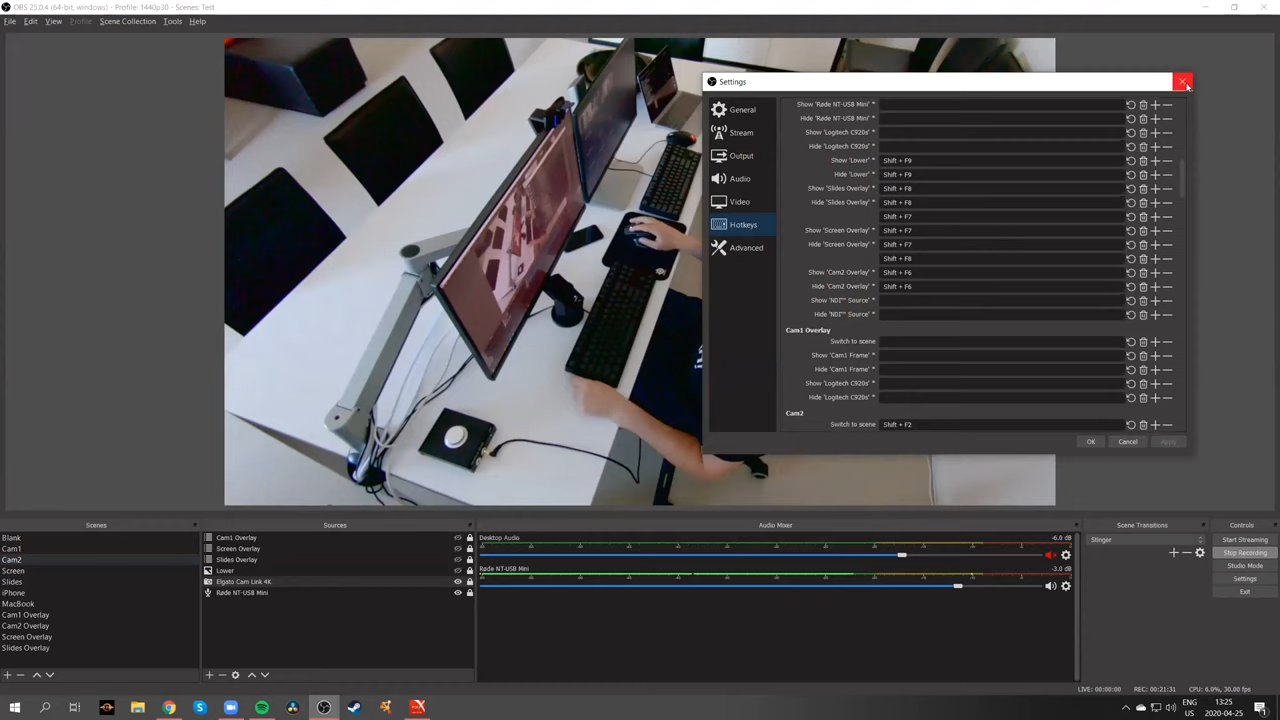 OBS 25.0.4 (64-bit, windows) - Profile: 1440p30 - Scenes: Test
File Edit View Profile Scene Collection Tools Help
Settings
General
Stream
Output
Audio
Video
Hotkeys
Advanced
Show 'Røde NT-USB Mini'
Hide 'Røde NT-USB Mini'
Show 'Logitech C920s'
Hide 'Logitech C920s'
Show 'Lower' Shift + F9
Hide 'Lower' Shift + F9
Show 'Slides Overlay' Shift + F8
Hide 'Slides Overlay' Shift + F8
Shift + F7
Show 'Screen Overlay' Shift + F7
Hide 'Screen Overlay' Shift + F7
Shift + F8
Show 'Cam2 Overlay' Shift + F6
Hide 'Cam2 Overlay' Shift + F6
Show 'NDI™ Source'
Hide 'NDI™ Source'
Cam1 Overlay
Switch to scene
Show 'Cam1 Frame'
Hide 'Cam1 Frame'
Show 'Logitech C920s'
Hide 'Logitech C920s'
Cam2
Switch to scene Shift + F2
OK Cancel Apply
Scenes
Blank
Cam1
Cam2
Screen
Slides
iPhone
MacBook
Cam1 Overlay
Cam2 Overlay
Screen Overlay
Slides Overlay
Sources
Cam1 Overlay
Screen Overlay
Slides Overlay
Lower
Elgato Cam Link 4K
Røde NT-USB Mini
Audio Mixer
Desktop Audio -6.0 dB
Røde NT-USB Mini -3.0 dB
Scene Transitions
Stinger
Controls
Start Streaming
Stop Recording
Studio Mode
Settings
Exit
LIVE: 00:00:00 REC: 00:21:31 CPU: 6.0%, 30.00 fps
ENG
US
13:25
2020-04-25